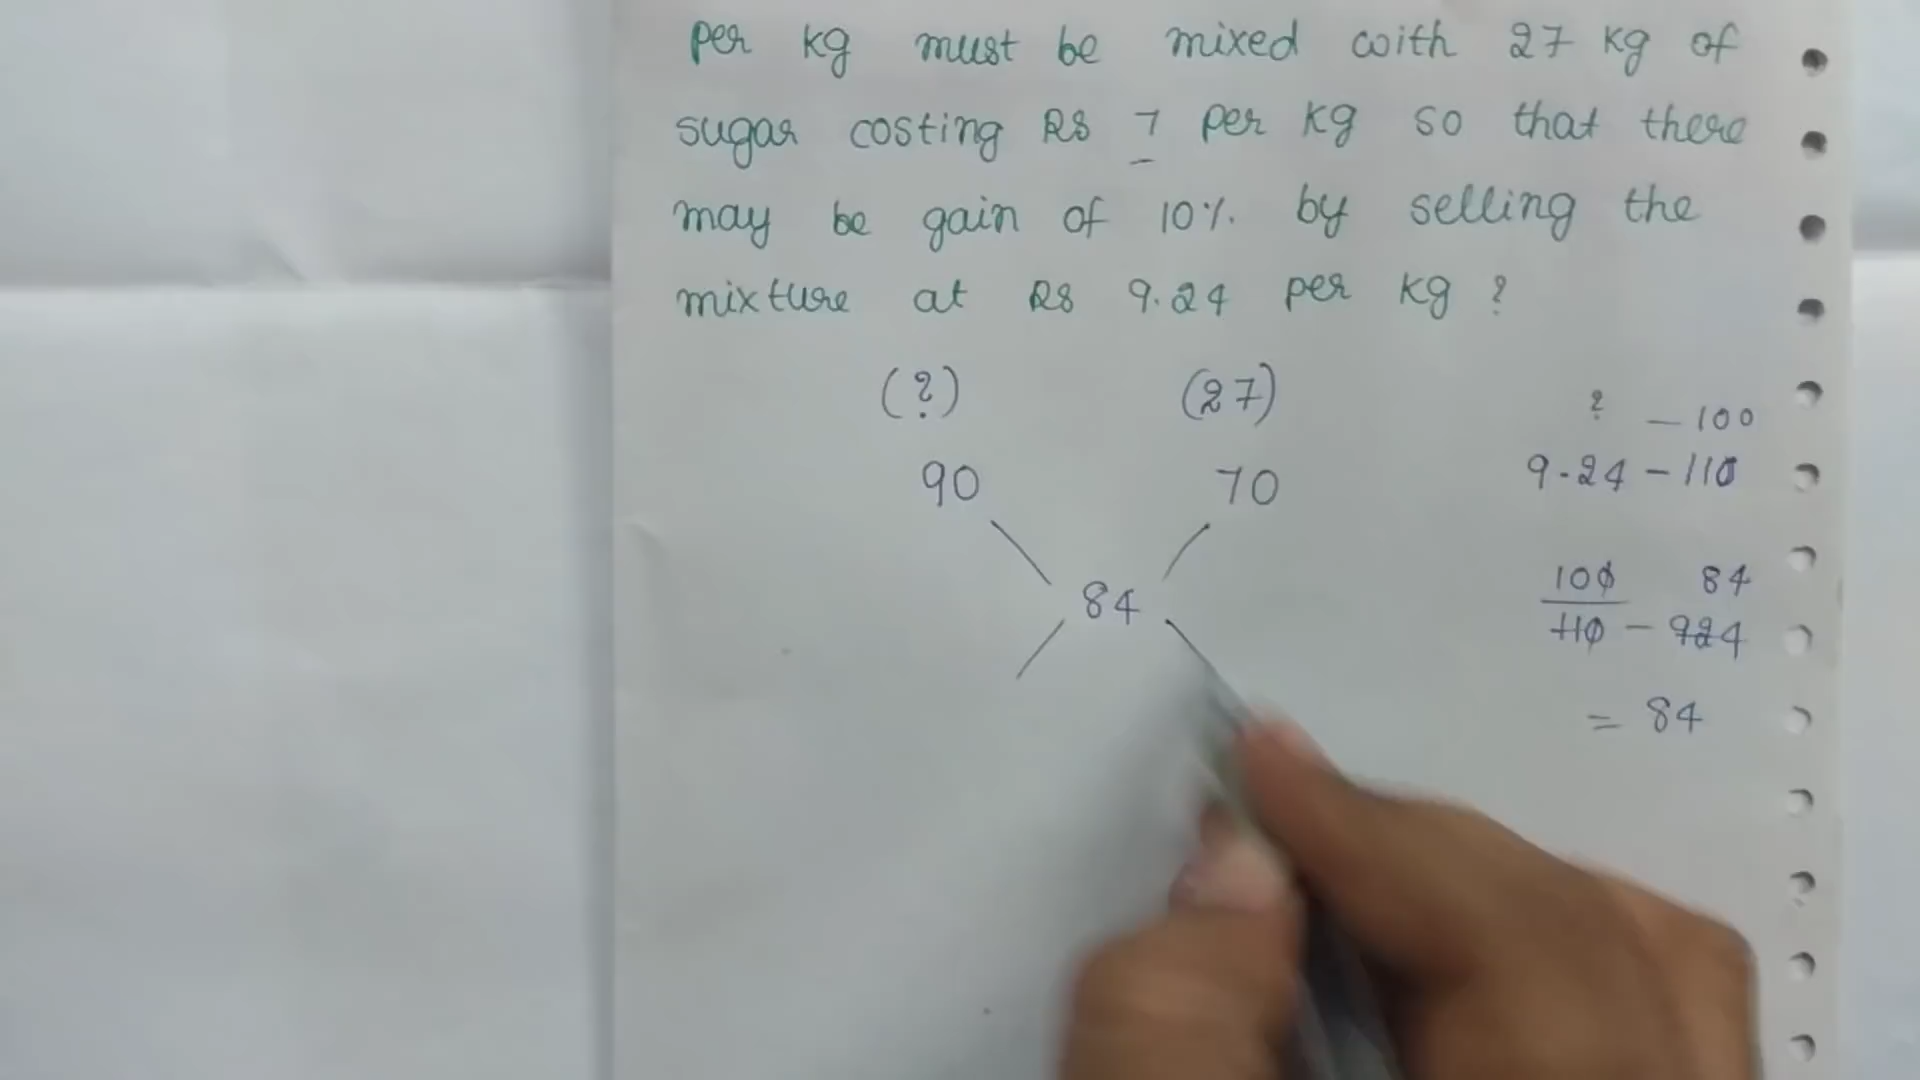 per kg must be mixed with 27 kg of
sugar costing Rs 7 per kg so that there
may be gain of 10%. by selling the
mixture at Rs 9.24 per kg ?
(?) (27)
90 70
84
? — 100
9.24 — 110
100 84
110 — 924
= 84